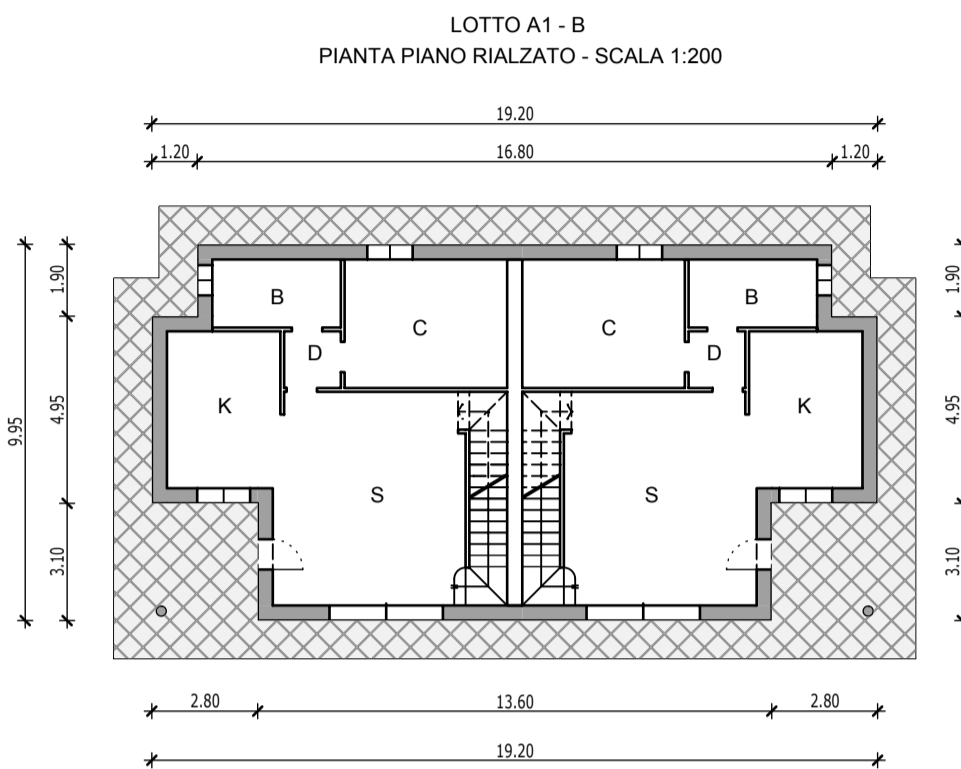 LOTTO A1 - B
PIANTA PIANO RIALZATO - SCALA 1:200
19.20
1.20 16.80 1.20
1.90 1.90
B B
C C
D D
K K
4.95 4.95
9.95
S S
3.10 3.10
2.80 13.60 2.80
19.20